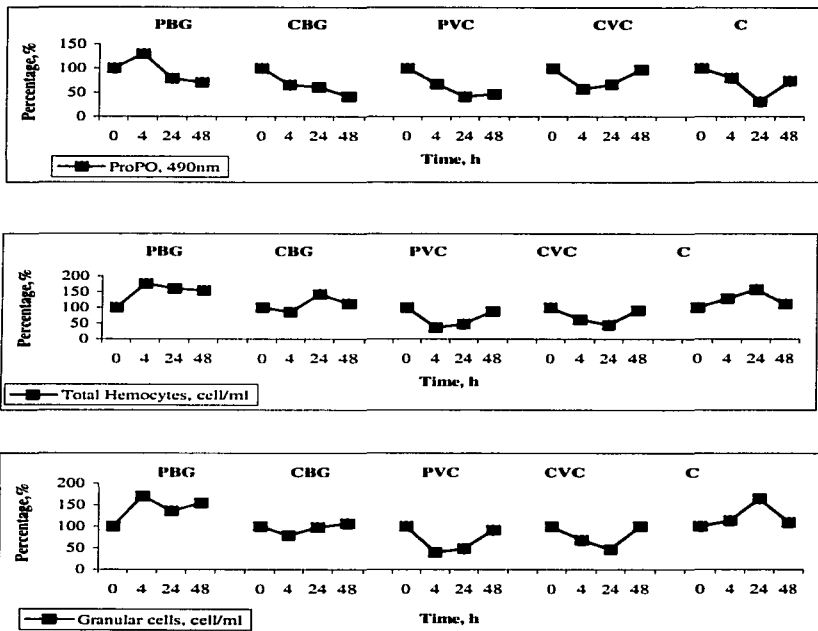 PBG CBG PVC CVC C
Percentage,%
150
100
50
0
0 4 24 48 0 4 24 48 0 4 24 48 0 4 24 48 0 4 24 48
Time, h
ProPO, 490nm
PBG CBG PVC CVC C
Percentage,%
200
150
100
50
0
0 4 24 48 0 4 24 48 0 4 24 48 0 4 24 48 0 4 24 48
Time, h
Total Hemocytes, cell/ml
PBG CBG PVC CVC C
Percentage,%
200
150
100
50
0
0 4 24 48 0 4 24 48 0 4 24 48 0 4 24 48 0 4 24 48
Time, h
Granular cells, cell/ml